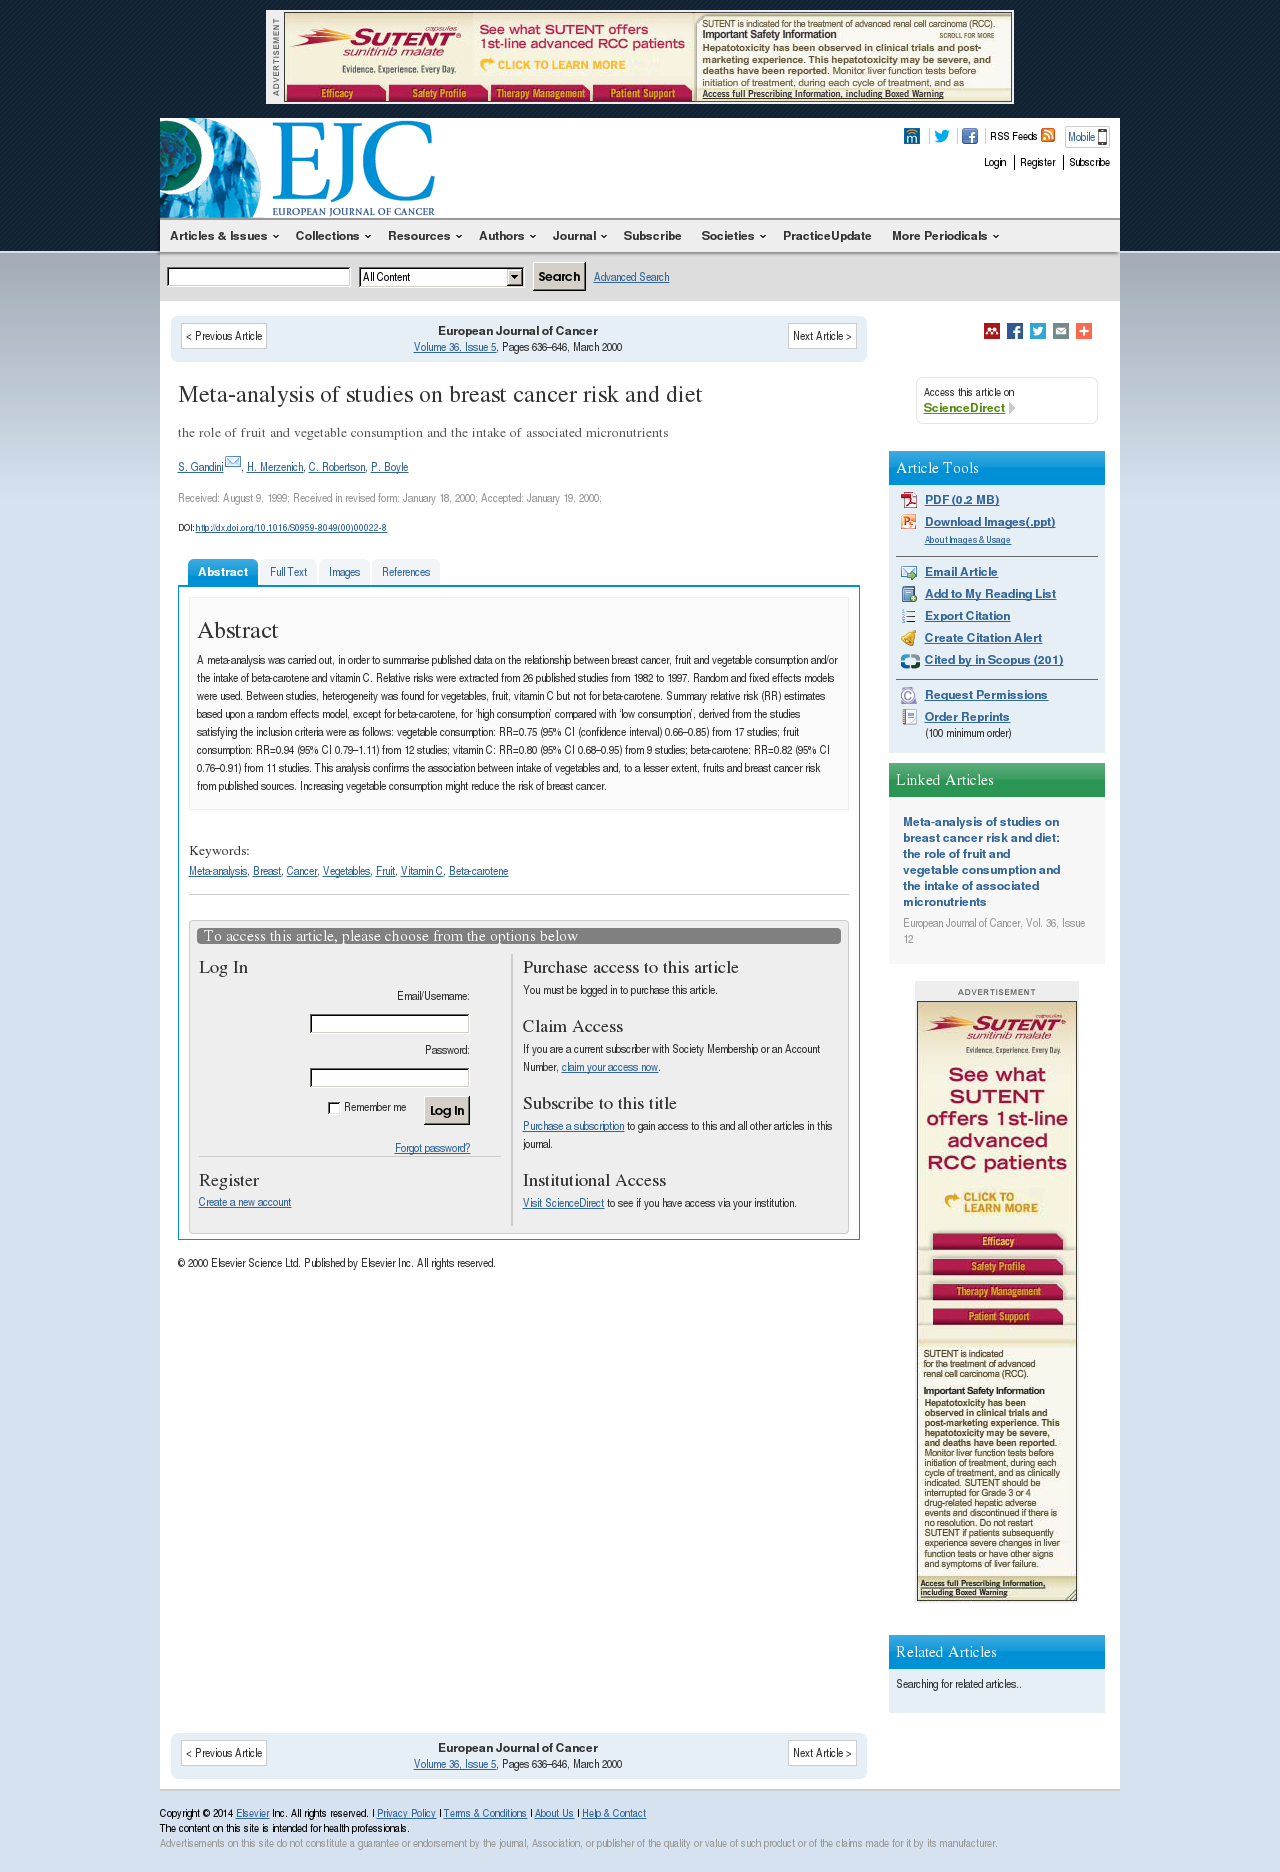 ADVERTISEMENT
SUTENT capsules
sunitinib malate
Evidence. Experience. Every Day.
See what SUTENT offers
1st-line advanced RCC patients
CLICK TO LEARN MORE
Efficacy
Safety Profile
Therapy Management
Patient Support
SUTENT is indicated for the treatment of advanced renal cell carcinoma (RCC).
Important Safety Information
SCROLL FOR MORE
Hepatotoxicity has been observed in clinical trials and post-
marketing experience. This hepatotoxicity may be severe, and
deaths have been reported. Monitor liver function tests before
initiation of treatment, during each cycle of treatment, and as
Access full Prescribing Information, including Boxed Warning
EJC
EUROPEAN JOURNAL OF CANCER
RSS Feeds
Mobile
Login
Register
Subscribe
Articles & Issues
Collections
Resources
Authors
Journal
Subscribe
Societies
PracticeUpdate
More Periodicals
All Content
Search
Advanced Search
< Previous Article
European Journal of Cancer
Volume 36, Issue 5, Pages 636–646, March 2000
Next Article >
Meta-analysis of studies on breast cancer risk and diet
the role of fruit and vegetable consumption and the intake of associated micronutrients
S. Gandini, H. Merzenich, C. Robertson, P. Boyle
Received: August 9, 1999; Received in revised form: January 18, 2000; Accepted: January 19, 2000;
DOI: http://dx.doi.org/10.1016/S0959-8049(00)00022-8
Abstract
Full Text
Images
References
Abstract
A meta-analysis was carried out, in order to summarise published data on the relationship between breast cancer, fruit and vegetable consumption and/or
the intake of beta-carotene and vitamin C. Relative risks were extracted from 26 published studies from 1982 to 1997. Random and fixed effects models
were used. Between studies, heterogeneity was found for vegetables, fruit, vitamin C but not for beta-carotene. Summary relative risk (RR) estimates
based upon a random effects model, except for beta-carotene, for ‘high consumption’ compared with ‘low consumption’, derived from the studies
satisfying the inclusion criteria were as follows: vegetable consumption: RR=0.75 (95% CI (confidence interval) 0.66–0.85) from 17 studies; fruit
consumption: RR=0.94 (95% CI 0.79–1.11) from 12 studies; vitamin C: RR=0.80 (95% CI 0.68–0.95) from 9 studies; beta-carotene: RR=0.82 (95% CI
0.76–0.91) from 11 studies. This analysis confirms the association between intake of vegetables and, to a lesser extent, fruits and breast cancer risk
from published sources. Increasing vegetable consumption might reduce the risk of breast cancer.
Keywords:
Meta-analysis, Breast, Cancer, Vegetables, Fruit, Vitamin C, Beta-carotene
To access this article, please choose from the options below
Log In
Email/Username:
Password:
Remember me
Log In
Forgot password?
Register
Create a new account
Purchase access to this article
You must be logged in to purchase this article.
Claim Access
If you are a current subscriber with Society Membership or an Account
Number, claim your access now.
Subscribe to this title
Purchase a subscription to gain access to this and all other articles in this
journal.
Institutional Access
Visit ScienceDirect to see if you have access via your institution.
© 2000 Elsevier Science Ltd. Published by Elsevier Inc. All rights reserved.
Access this article on
ScienceDirect
Article Tools
PDF (0.2 MB)
Download Images(.ppt)
About Images & Usage
Email Article
Add to My Reading List
Export Citation
Create Citation Alert
Cited by in Scopus (201)
Request Permissions
Order Reprints
(100 minimum order)
Linked Articles
Meta-analysis of studies on
breast cancer risk and diet:
the role of fruit and
vegetable consumption and
the intake of associated
micronutrients
European Journal of Cancer, Vol. 36, Issue
12
ADVERTISEMENT
SUTENT capsules
sunitinib malate
Evidence. Experience. Every Day.
See what
SUTENT
offers 1st-line
advanced
RCC patients
CLICK TO
LEARN MORE
Efficacy
Safety Profile
Therapy Management
Patient Support
SUTENT is indicated
for the treatment of advanced
renal cell carcinoma (RCC).
Important Safety Information
Hepatotoxicity has been
observed in clinical trials and
post-marketing experience. This
hepatotoxicity may be severe,
and deaths have been reported.
Monitor liver function tests before
initiation of treatment, during each
cycle of treatment, and as clinically
indicated. SUTENT should be
interrupted for Grade 3 or 4
drug-related hepatic adverse
events and discontinued if there is
no resolution. Do not restart
SUTENT if patients subsequently
experience severe changes in liver
function tests or have other signs
and symptoms of liver failure.
Access full Prescribing Information,
including Boxed Warning
Related Articles
Searching for related articles..
< Previous Article
European Journal of Cancer
Volume 36, Issue 5, Pages 636–646, March 2000
Next Article >
Copyright © 2014 Elsevier Inc. All rights reserved. | Privacy Policy | Terms & Conditions | About Us | Help & Contact
The content on this site is intended for health professionals.
Advertisements on this site do not constitute a guarantee or endorsement by the journal, Association, or publisher of the quality or value of such product or of the claims made for it by its manufacturer.